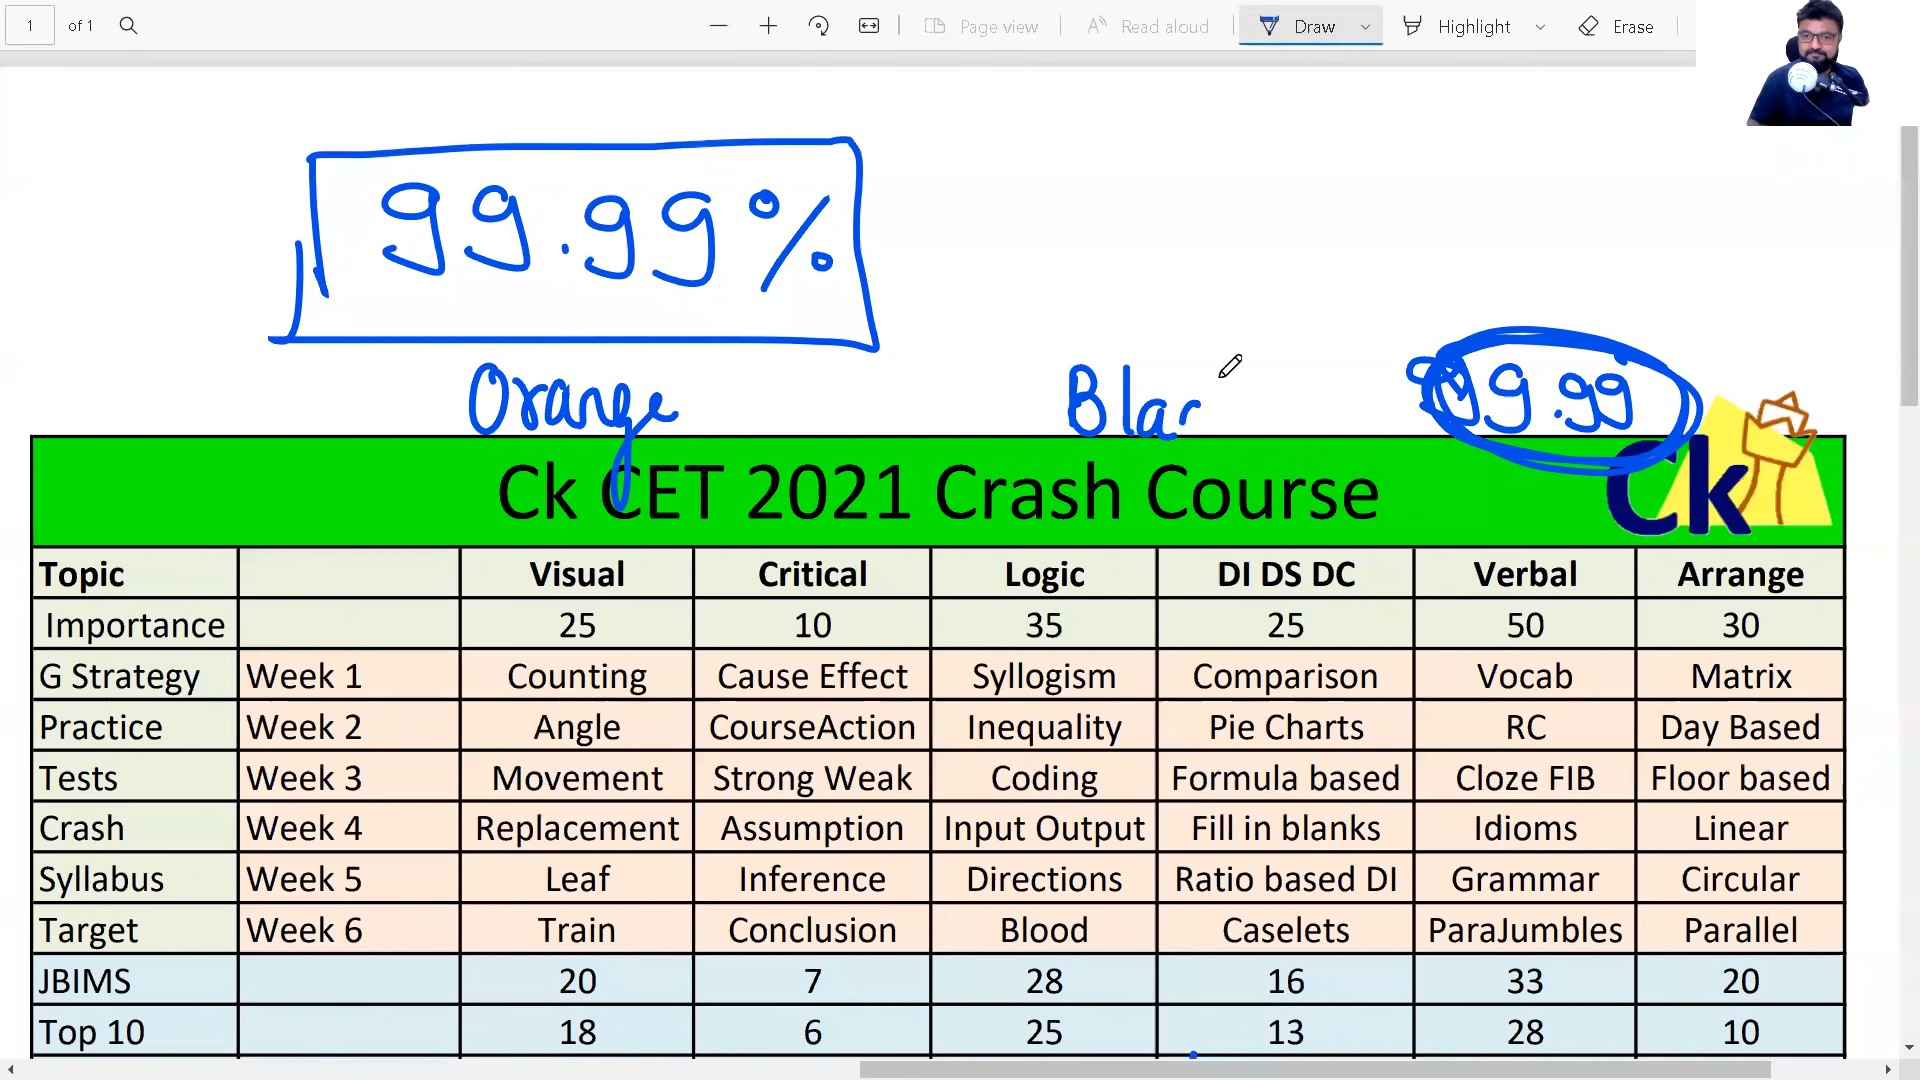 1 of 1 Page view Read aloud Draw Highlight Erase
99.99%
Orange Blar 99.99
Ck CET 2021 Crash Course Ck
Topic Visual Critical Logic DI DS DC Verbal Arrange
Importance 25 10 35 25 50 30
G Strategy Week 1 Counting Cause Effect Syllogism Comparison Vocab Matrix
Practice Week 2 Angle CourseAction Inequality Pie Charts RC Day Based
Tests Week 3 Movement Strong Weak Coding Formula based Cloze FIB Floor based
Crash Week 4 Replacement Assumption Input Output Fill in blanks Idioms Linear
Syllabus Week 5 Leaf Inference Directions Ratio based DI Grammar Circular
Target Week 6 Train Conclusion Blood Caselets ParaJumbles Parallel
JBIMS 20 7 28 16 33 20
Top 10 18 6 25 13 28 10